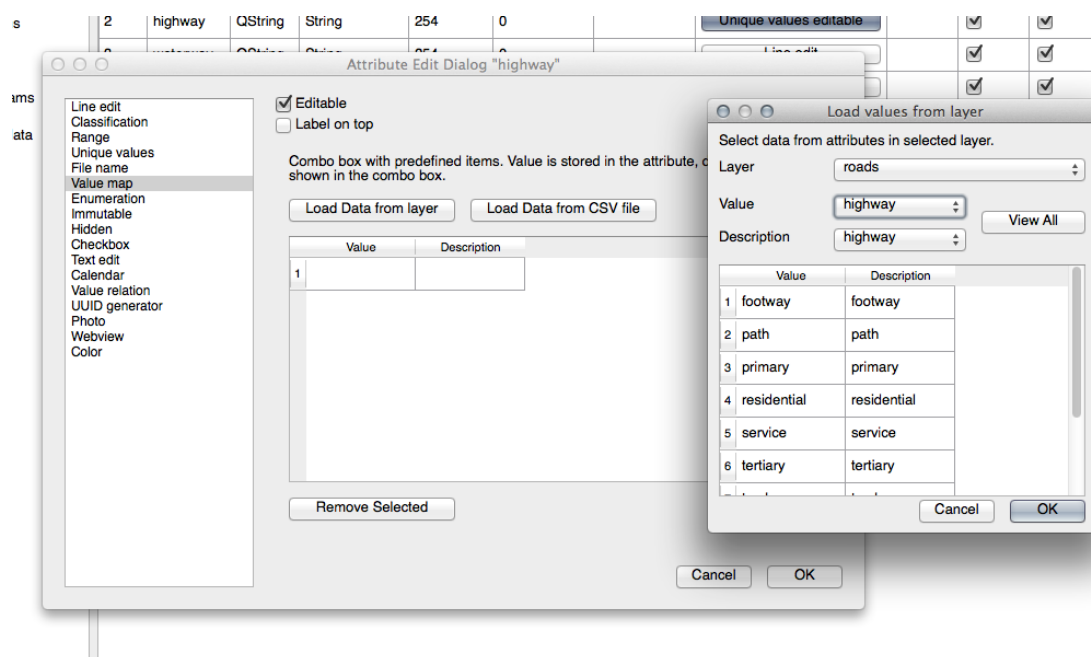 s
2 highway QString String 254 0 Unique values editable
Line edit
ams
ata
Attribute Edit Dialog "highway"
Line edit
Classification
Range
Unique values
File name
Value map
Enumeration
Immutable
Hidden
Checkbox
Text edit
Calendar
Value relation
UUID generator
Photo
Webview
Color
Editable
Label on top
Combo box with predefined items. Value is stored in the attribute,
shown in the combo box.
Load Data from layer Load Data from CSV file
Value Description
1
Remove Selected
Cancel OK
Load values from layer
Select data from attributes in selected layer.
Layer roads
Value highway
View All
Description highway
Value Description
1 footway footway
2 path path
3 primary primary
4 residential residential
5 service service
6 tertiary tertiary
Cancel OK